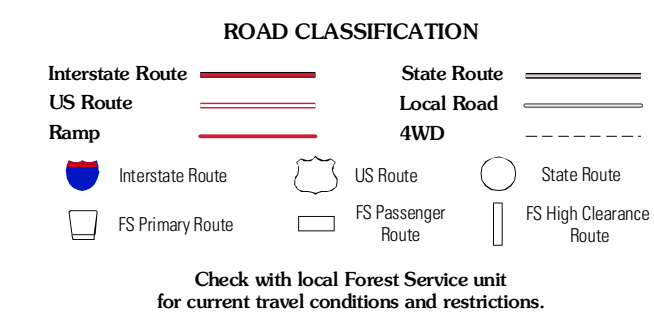 ROAD CLASSIFICATION
Interstate Route
State Route
US Route
Local Road
Ramp
4WD
Interstate Route
US Route
State Route
FS Primary Route
FS Passenger
Route
FS High Clearance
Route
Check with local Forest Service unit
for current travel conditions and restrictions.